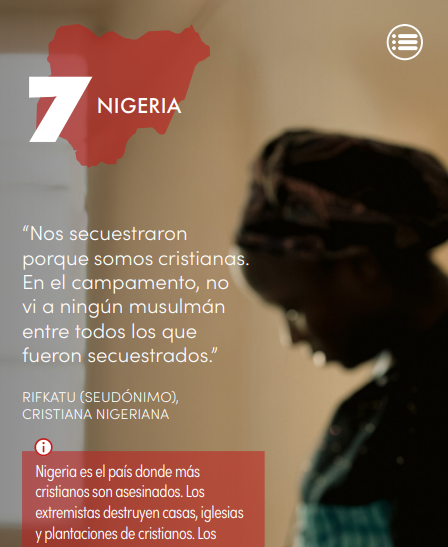 7 NIGERIA
“Nos secuestraron
porque somos cristianas.
En el campamento, no
vi a ningún musulmán
entre todos los que
fueron secuestrados.”
RIFKATU (SEUDÓNIMO),
CRISTIANA NIGERIANA
i
Nigeria es el país donde más
cristianos son asesinados. Los
extremistas destruyen casas, iglesias
y plantaciones de cristianos. Los